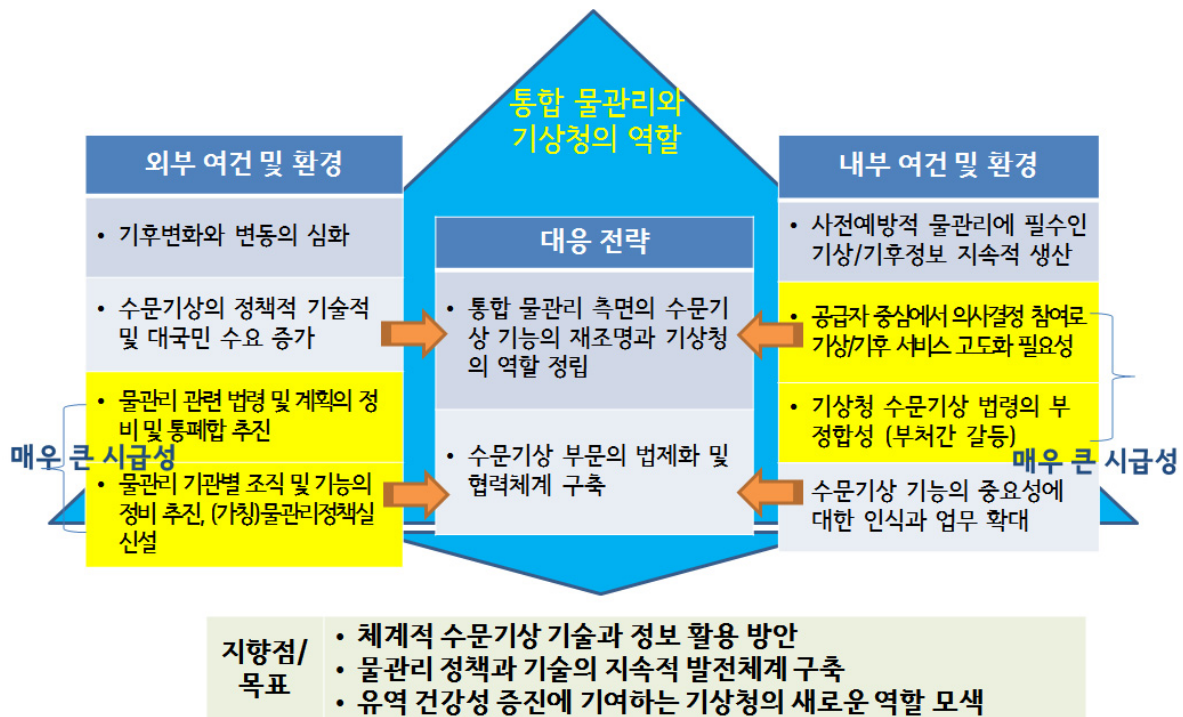 통합 물관리와
기상청의 역할
외부 여건 및 환경
• 기후변화와 변동의 심화
• 수문기상의 정책적 기술적
및 대국민 수요 증가
• 물관리 관련 법령 및 계획의 정
비 및 통폐합 추진
매우 큰 시급성
• 물관리 기관별 조직 및 기능의
정비 추진, (가칭)물관리정책실
신설
대응 전략
• 통합 물관리 측면의 수문기
상 기능의 재조명과 기상청
의 역할 정립
• 수문기상 부문의 법제화 및
협력체계 구축
내부 여건 및 환경
• 사전예방적 물관리에 필수인
기상/기후정보 지속적 생산
• 공급자 중심에서 의사결정 참여로
기상/기후 서비스 고도화 필요성
• 기상청 수문기상 법령의 부
정합성 (부처간 갈등)
매우 큰 시급성
수문기상 기능의 중요성에
대한 인식과 업무 확대
지향점/
목표
• 체계적 수문기상 기술과 정보 활용 방안
• 물관리 정책과 기술의 지속적 발전체계 구축
• 유역 건강성 증진에 기여하는 기상청의 새로운 역할 모색